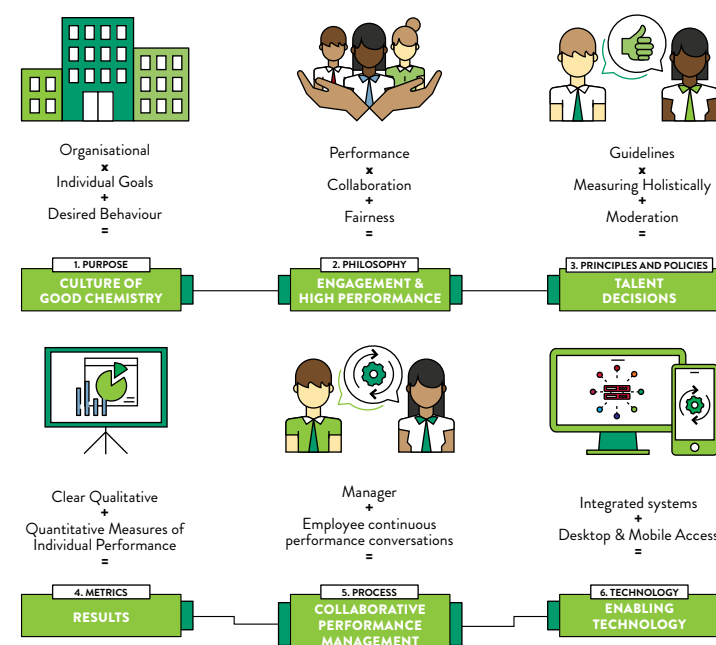 Organisational
x
Individual Goals
+
Desired Behaviour
=
1. PURPOSE
CULTURE OF
GOOD CHEMISTRY
Performance
x
Collaboration
+
Fairness
=
2. PHILOSOPHY
ENGAGEMENT &
HIGH PERFORMANCE
Guidelines
x
Measuring Holistically
+
Moderation
=
3. PRINCIPLES AND POLICIES
TALENT
DECISIONS
Clear Qualitative
+
Quantitative Measures of
Individual Performance
=
4. METRICS
RESULTS
Manager
+
Employee continuous
performance conversations
=
5. PROCESS
COLLABORATIVE
PERFORMANCE
MANAGEMENT
Integrated systems
+
Desktop & Mobile Access
=
6. TECHNOLOGY
ENABLING
TECHNOLOGY